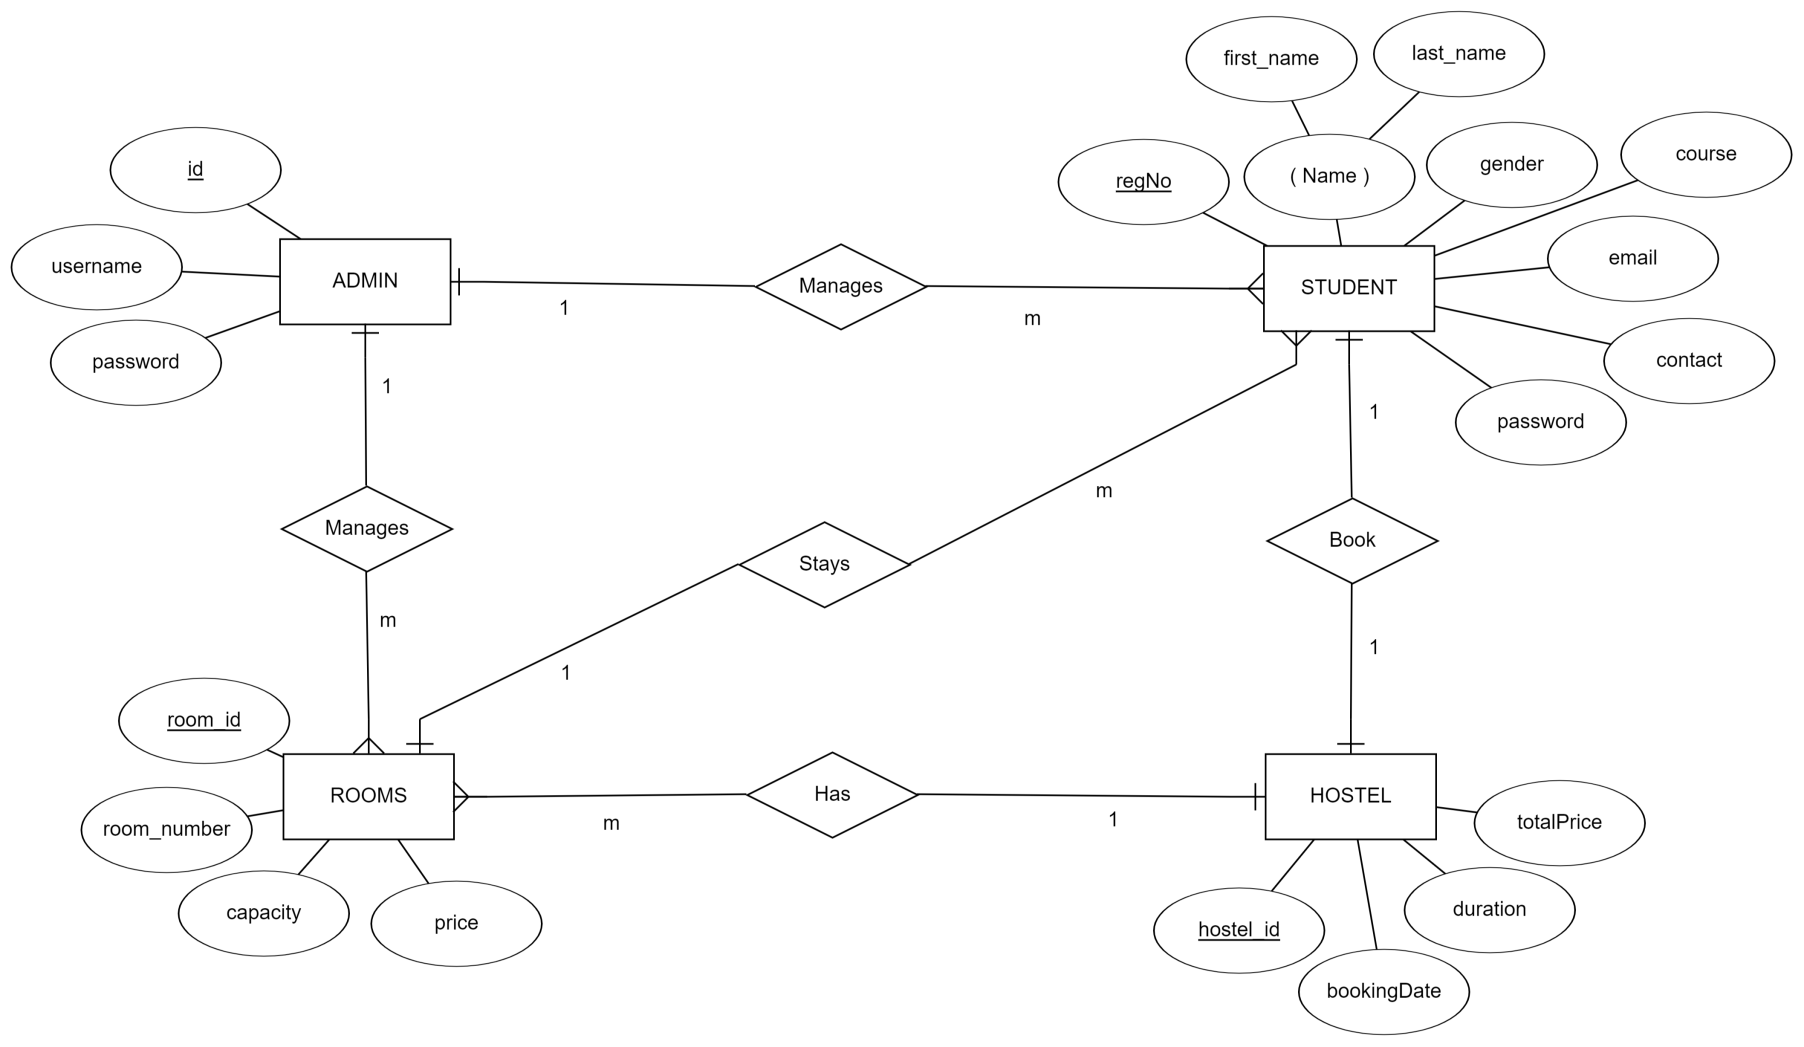 first_name
last_name
id
regNo
( Name )
gender
course
username
ADMIN
1
Manages
m
STUDENT
email
password
1
1
contact
password
m
Manages
Stays
Book
m
1
1
room_id
ROOMS
m
Has
1
HOSTEL
totalPrice
room_number
capacity
price
hostel_id
duration
bookingDate